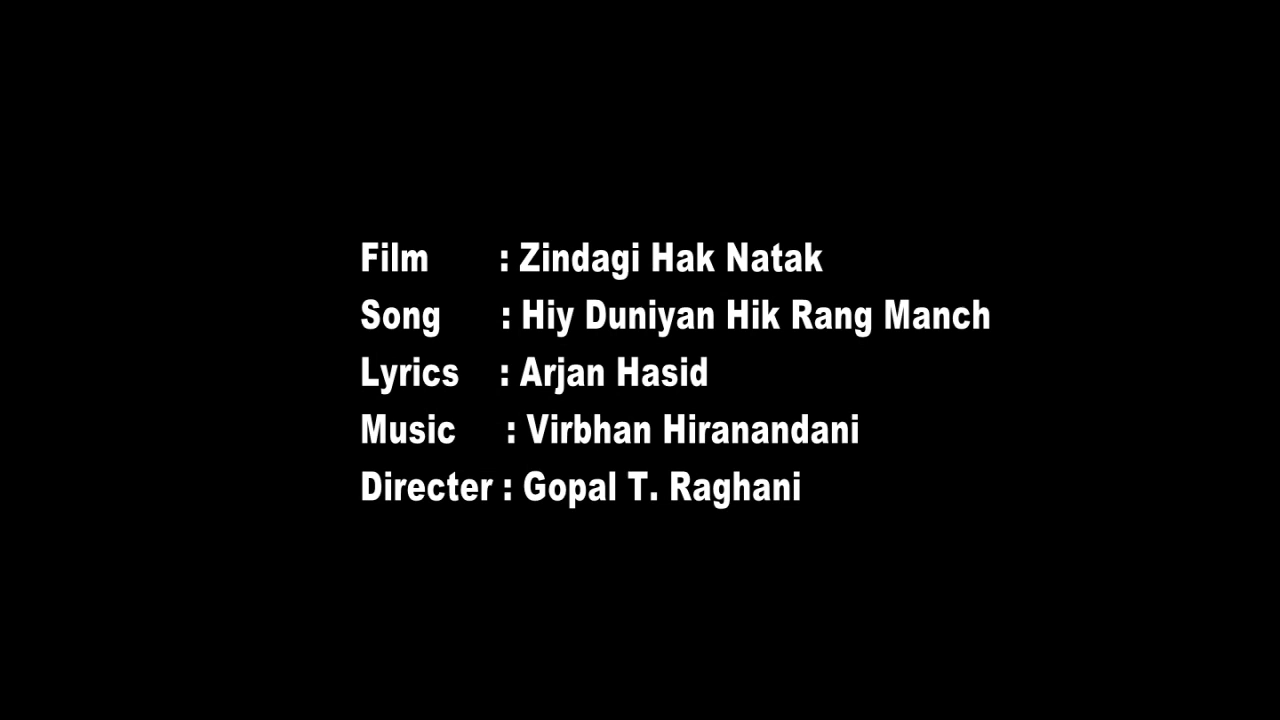 Film : Zindagi Hak Natak
Song : Hiy Duniyan Hik Rang Manch
Lyrics : Arjan Hasid
Music : Virbhan Hiranandani
Directer : Gopal T. Raghani